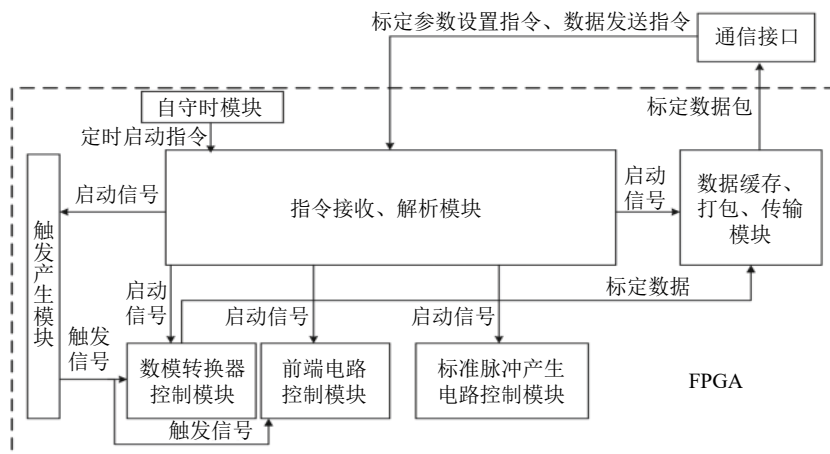 标定参数设置指令、数据发送指令
通信接口
自守时模块
标定数据包
定时启动指令
启动信号
指令接收、解析模块
启动
信号
数据缓存、
打包、传输
模块
触发产生模块
启动
信号
启动信号
启动信号
标定数据
触发
信号
数模转换器
控制模块
前端电路
控制模块
标准脉冲产生
电路控制模块
FPGA
触发信号